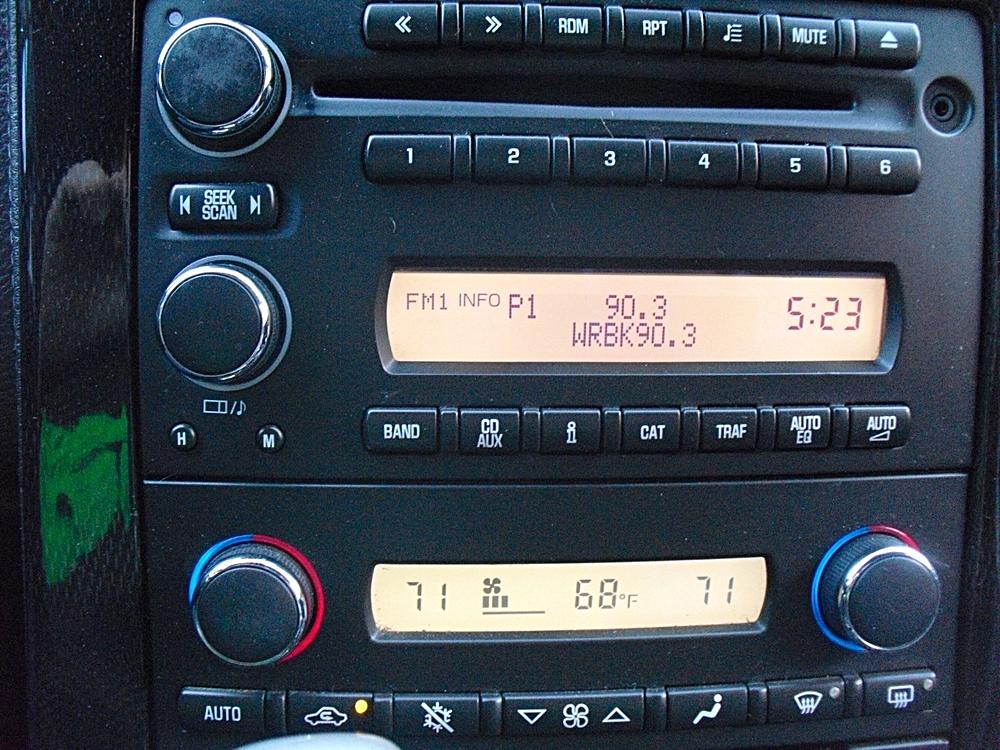 RDM RPT MUTE
1 2 3 4 5 6
SEEK
SCAN
FM1 INFO P1 90.3 5:23
WRBK90.3
H M
BAND CD AUX i CAT TRAF AUTO EQ AUTO
71 68°F 71
AUTO